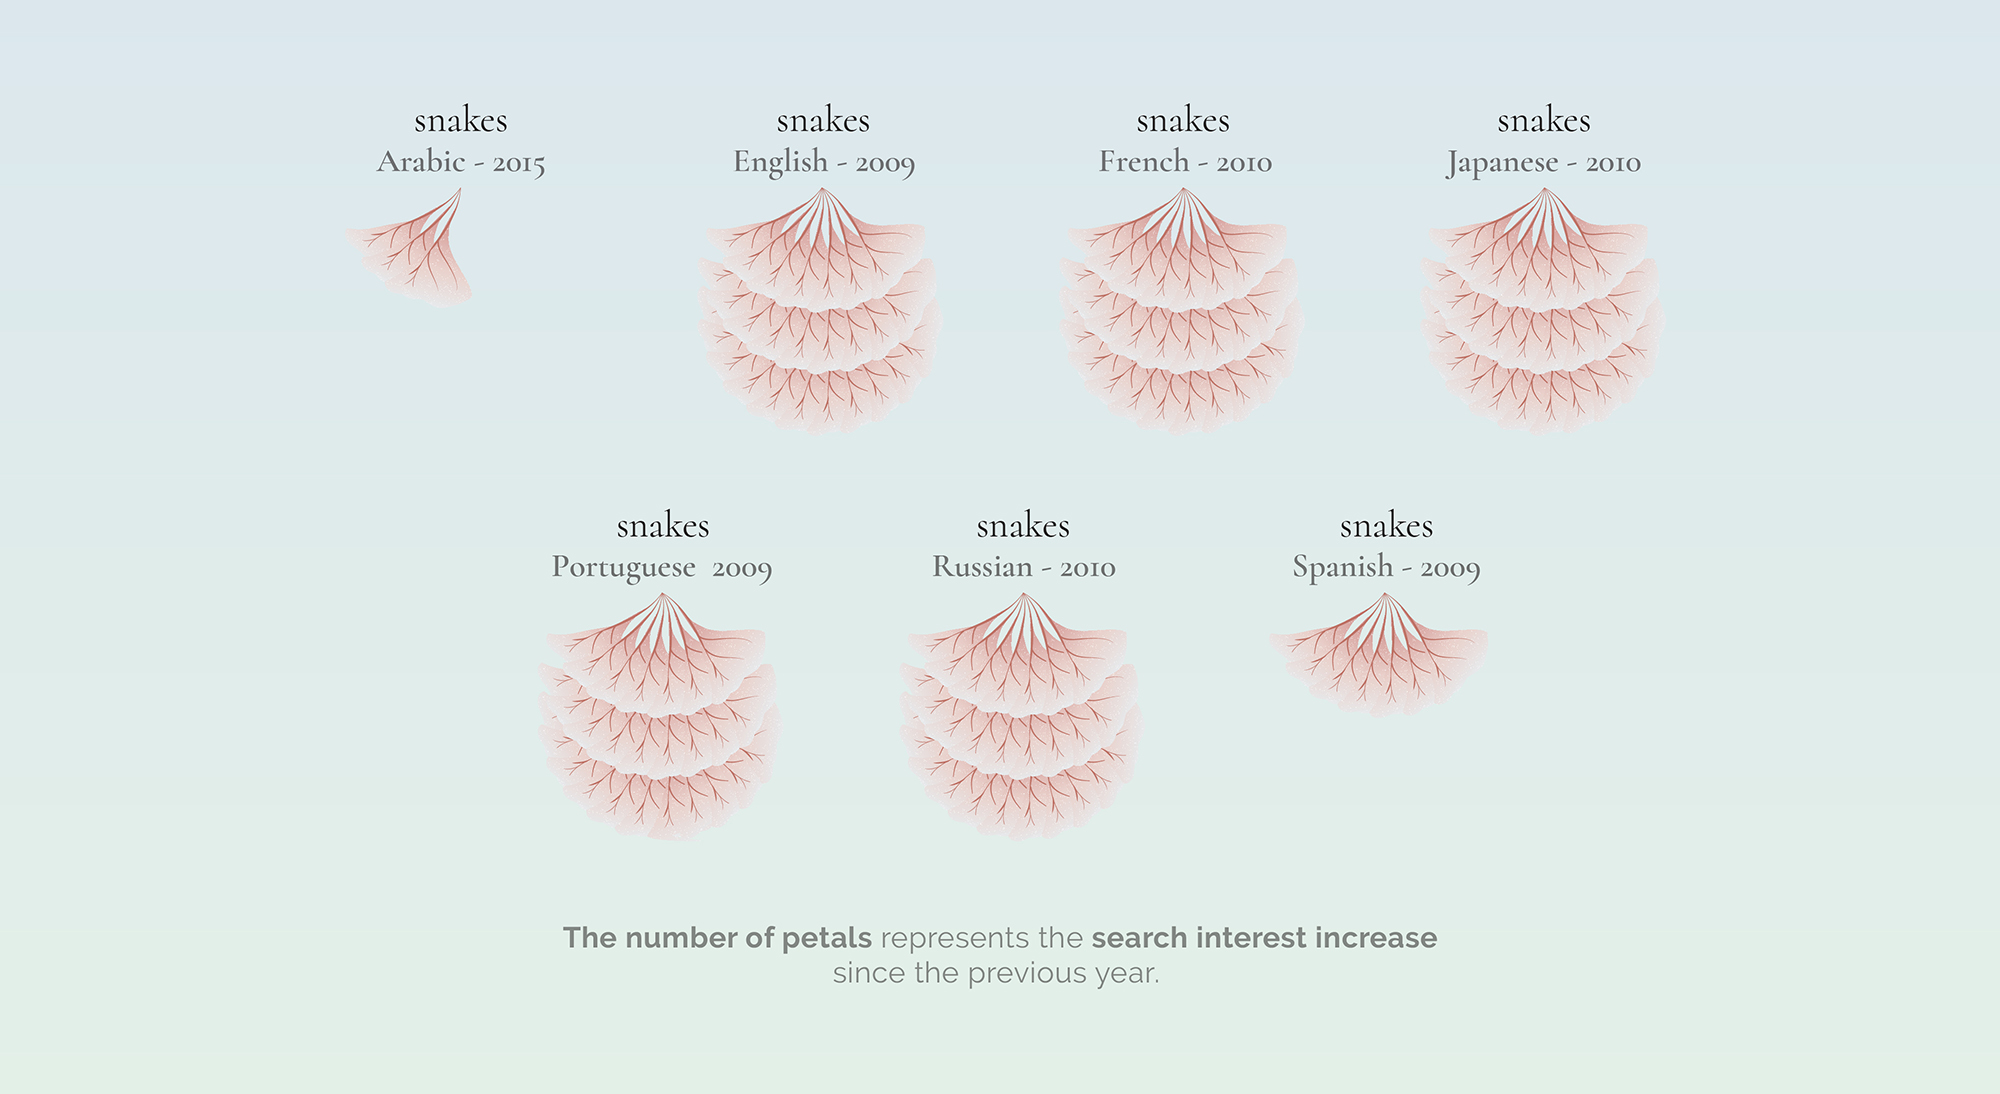 snakes
Arabic - 2015
snakes
English - 2009
snakes
French - 2010
snakes
Japanese - 2010
snakes
Portuguese 2009
snakes
Russian - 2010
snakes
Spanish - 2009
The number of petals represents the search interest increase
since the previous year.